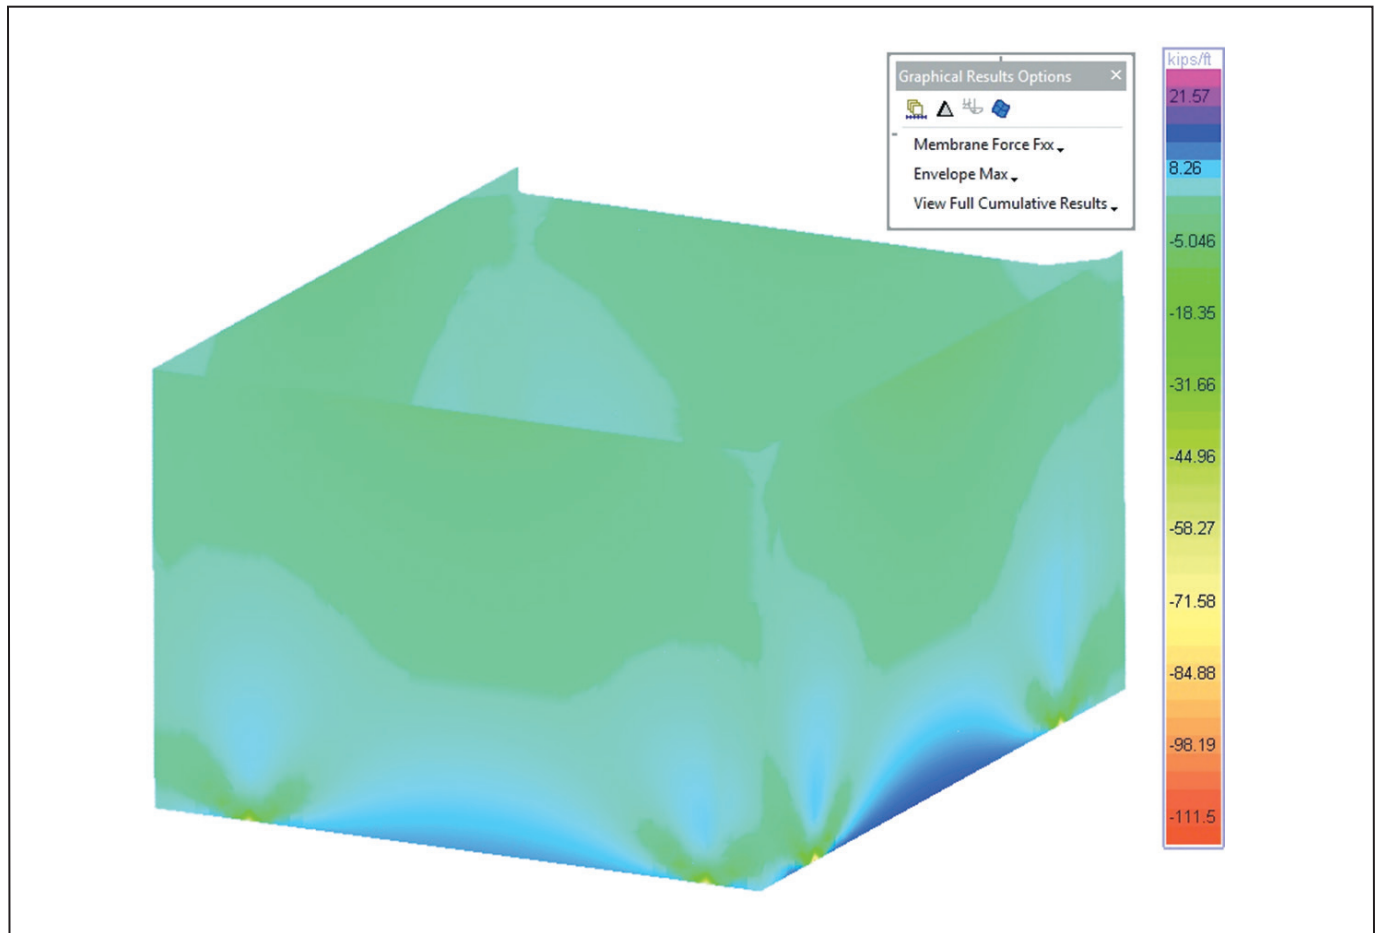 kips/ft
Graphical Results Options
Membrane Force Fxx
Envelope Max
View Full Cumulative Results
21.57
8.26
-5.046
-18.35
-31.66
-44.96
-58.27
-71.58
-84.88
-98.19
-111.5